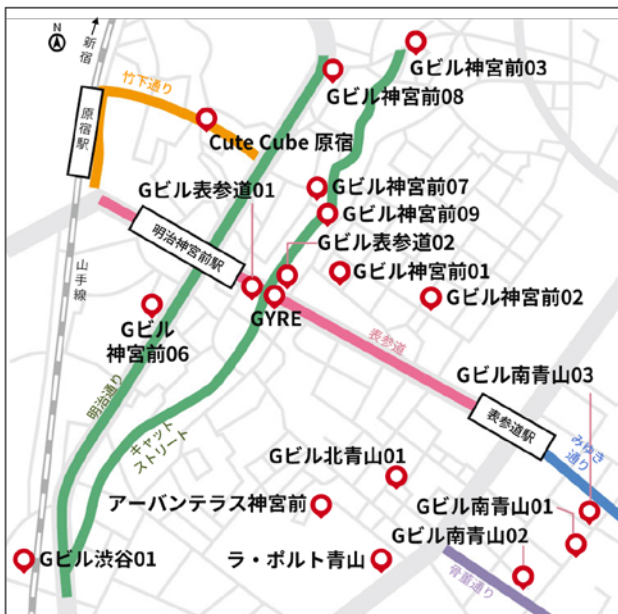 N
新宿
Gビル神宮前03
竹下通り
Gビル神宮前08
原宿駅
Cute Cube 原宿
Gビル表参道01
Gビル神宮前07
Gビル神宮前09
明治神宮前駅
Gビル表参道02
山手線
Gビル神宮前01
Gビル神宮前02
GYRE
Gビル
神宮前06
表参道
Gビル南青山03
明治通り
表参道駅
キャット
ストリート
みゆき
通り
Gビル北青山01
アーバンテラス神宮前
Gビル南青山01
Gビル南青山02
Gビル渋谷01
ラ・ポルト青山
骨董通り